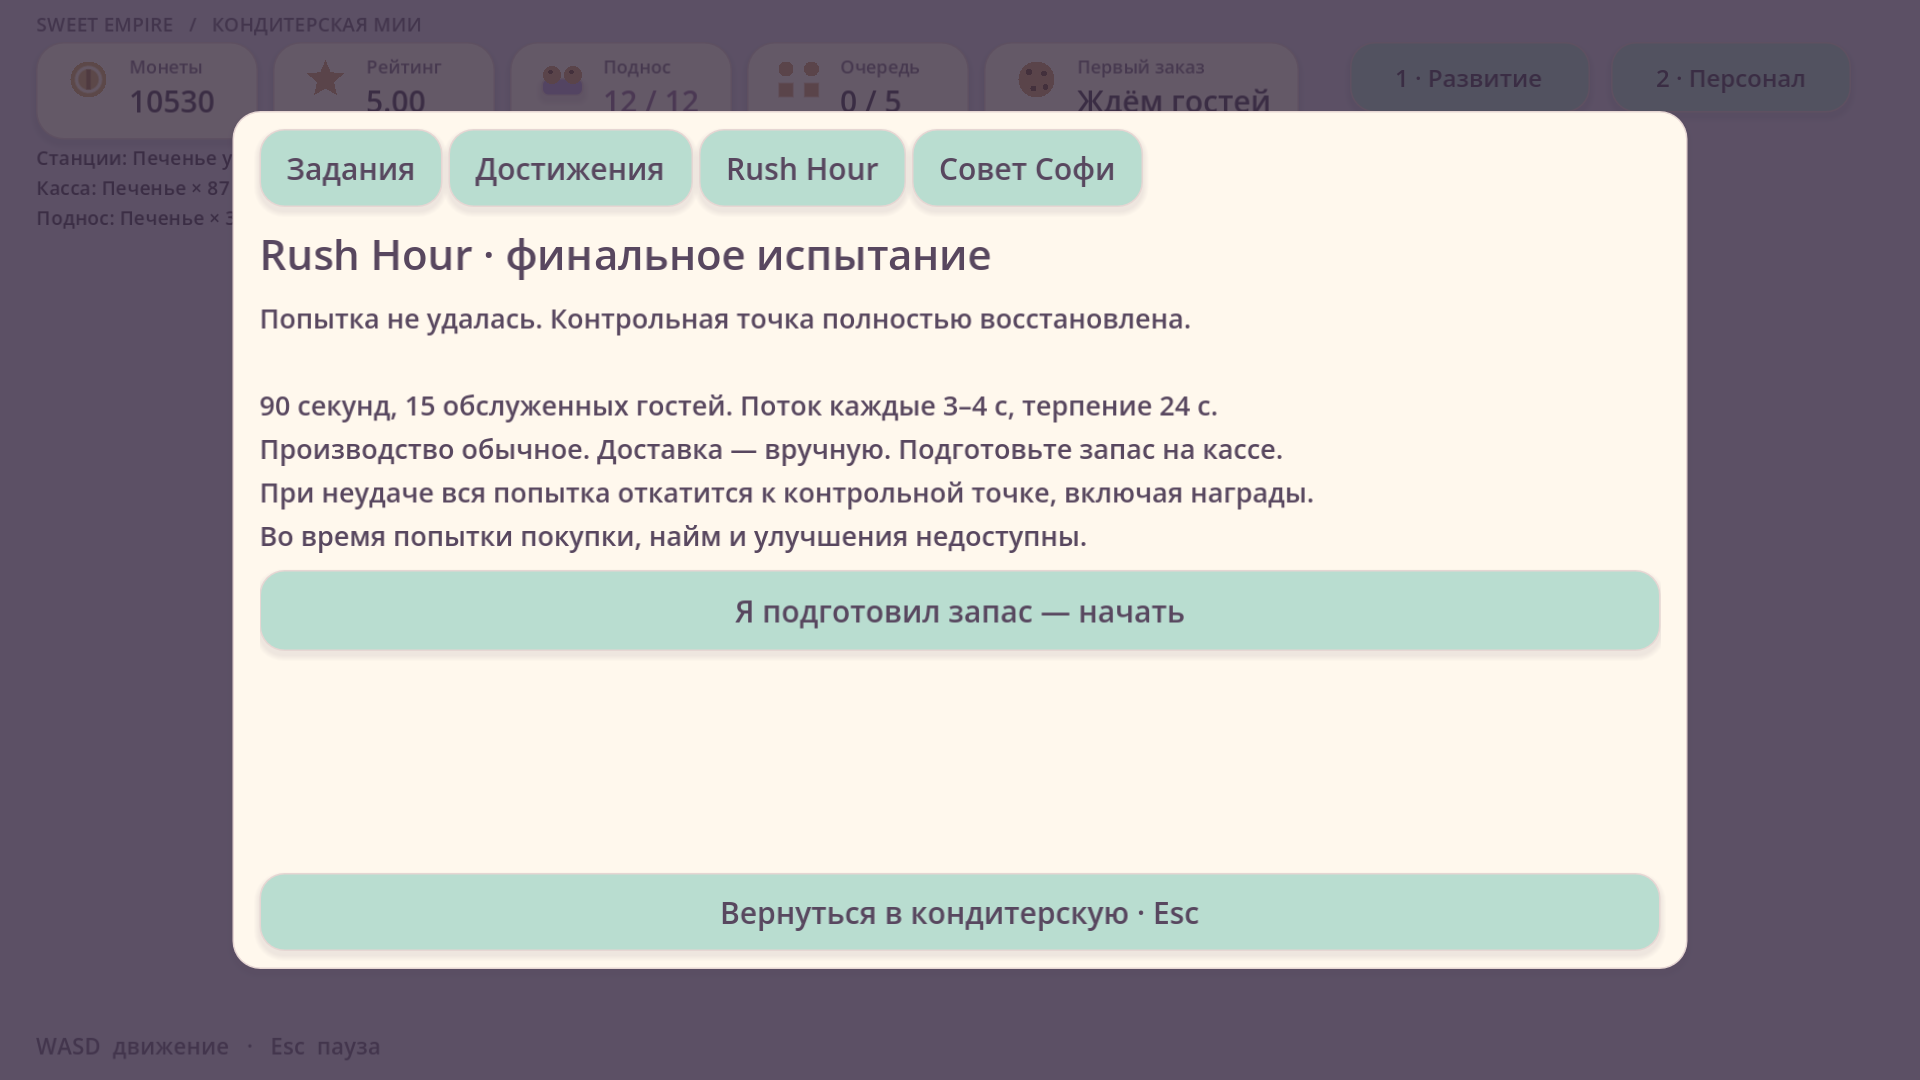 SWEET EMPIRE / КОНДИТЕРСКАЯ МИИ
Монеты
10530
Рейтинг
5.00
Поднос
12 / 12
Очередь
0 / 5
Первый заказ
Ждём гостей
1 · Развитие
2 · Персонал
Станции: Печенье
Касса: Печенье × 87
Поднос: Печенье ×
Задания
Достижения
Rush Hour
Совет Софи
Rush Hour · финальное испытание
Попытка не удалась. Контрольная точка полностью восстановлена.
90 секунд, 15 обслуженных гостей. Поток каждые 3–4 с, терпение 24 с.
Производство обычное. Доставка — вручную. Подготовьте запас на кассе.
При неудаче вся попытка откатится к контрольной точке, включая награды.
Во время попытки покупки, найм и улучшения недоступны.
Я подготовил запас — начать
Вернуться в кондитерскую · Esc
WASD движение · Esc пауза